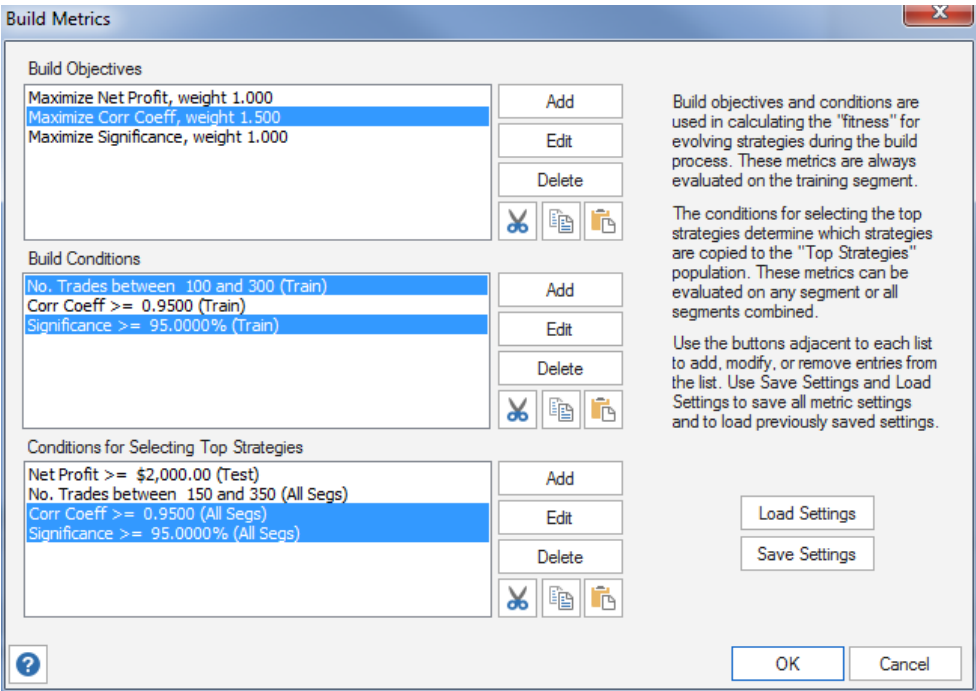 Build Metrics
Build Objectives
Maximize Net Profit, weight 1.000
Maximize Corr Coeff, weight 1.500
Maximize Significance, weight 1.000
Add
Edit
Delete
Build Conditions
No. Trades between  100 and 300 (Train)
Corr Coeff >=  0.9500 (Train)
Significance >=  95.0000% (Train)
Add
Edit
Delete
Conditions for Selecting Top Strategies
Net Profit >=  $2,000.00 (Test)
No. Trades between  150 and 350 (All Segs)
Corr Coeff >=  0.9500 (All Segs)
Significance >=  95.0000% (All Segs)
Add
Edit
Delete
Build objectives and conditions are
used in calculating the "fitness" for
evolving strategies during the build
process. These metrics are always
evaluated on the training segment.
The conditions for selecting the top
strategies determine which strategies
are copied to the "Top Strategies"
population. These metrics can be
evaluated on any segment or all
segments combined.
Use the buttons adjacent to each list
to add, modify, or remove entries from
the list. Use Save Settings and Load
Settings to save all metric settings
and to load previously saved settings.
Load Settings
Save Settings
?
OK
Cancel